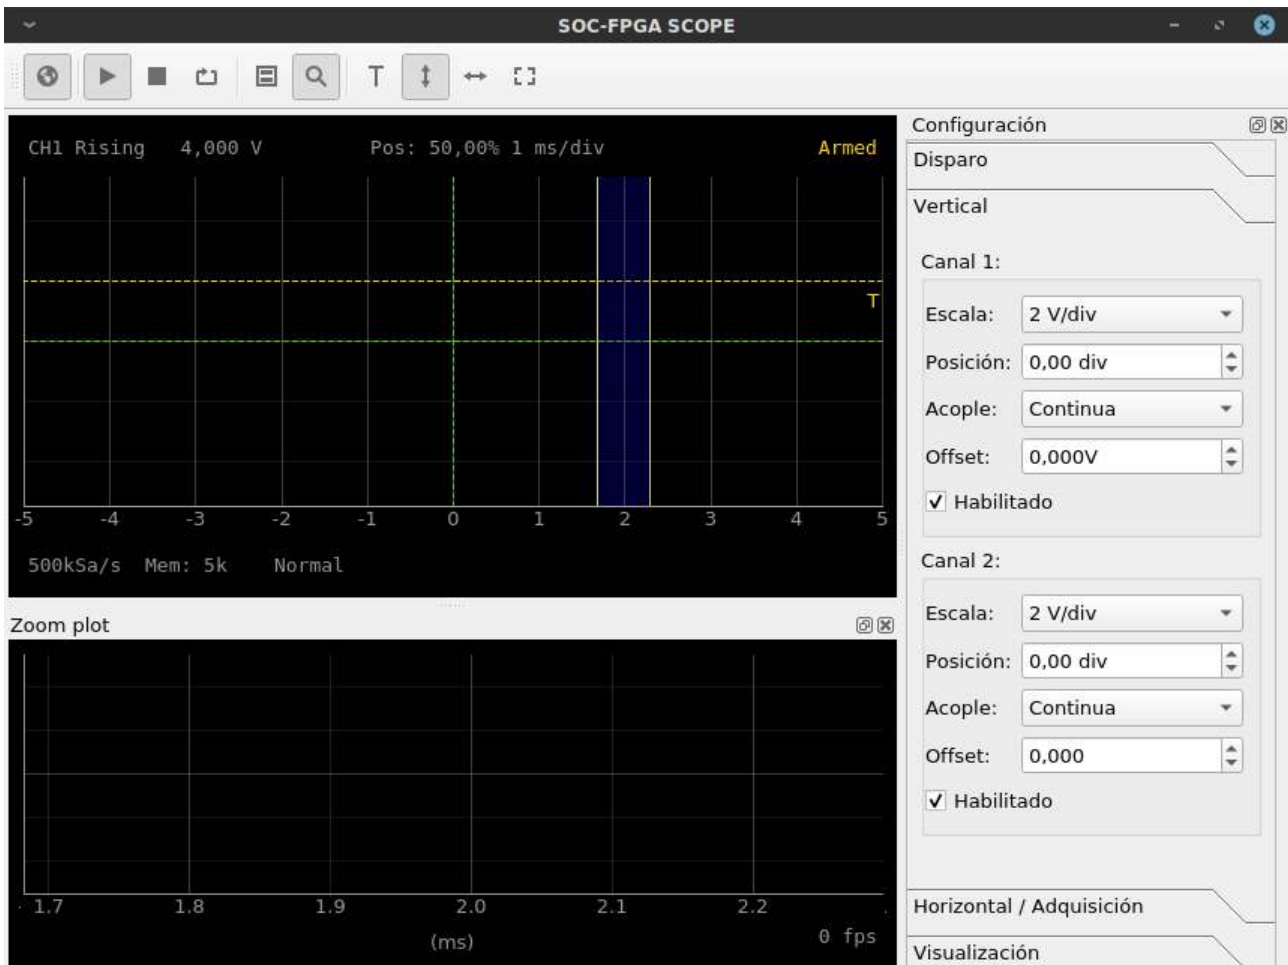 SOC-FPGA SCOPE
T
CH1 Rising 4,000 V Pos: 50,00% 1 ms/div Armed
T
-5 -4 -3 -2 -1 0 1 2 3 4 5
500kSa/s Mem: 5k Normal
Zoom plot
1.7 1.8 1.9 2.0 2.1 2.2
(ms)
0 fps
Configuración
Disparo
Vertical
Canal 1:
Escala: 2 V/div
Posición: 0,00 div
Acople: Continua
Offset: 0,000V
Habilitado
Canal 2:
Escala: 2 V/div
Posición: 0,00 div
Acople: Continua
Offset: 0,000
Habilitado
Horizontal / Adquisición
Visualización